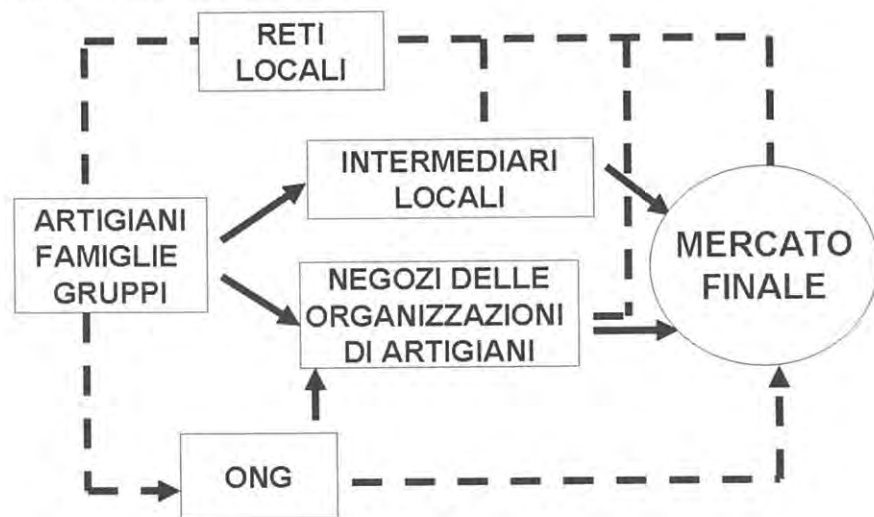 RETI
LOCALI
INTERMEDIARI
LOCALI
ARTIGIANI
FAMIGLIE
GRUPPI
NEGOZI DELLE
ORGANIZZAZIONI
DI ARTIGIANI
MERCATO
FINALE
ONG